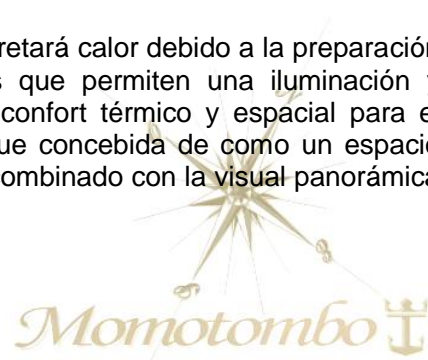 retará calor debido a la preparación
s que permiten una iluminación y
confort térmico y espacial para e
ue concebida de como un espacio
ombinado con la visual panorámica
Momotombo